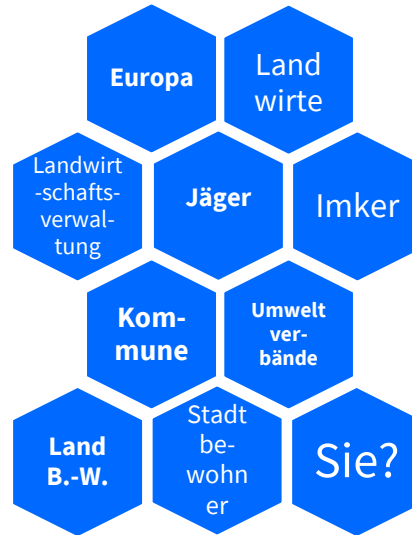 Europa
Land
wirte
Landwirt
-schafts-
verwal-
tung
Jäger
Imker
Kom-
mune
Umwelt
ver-
bände
Land
B.-W.
Stadt
be-
wohn
er
Sie?